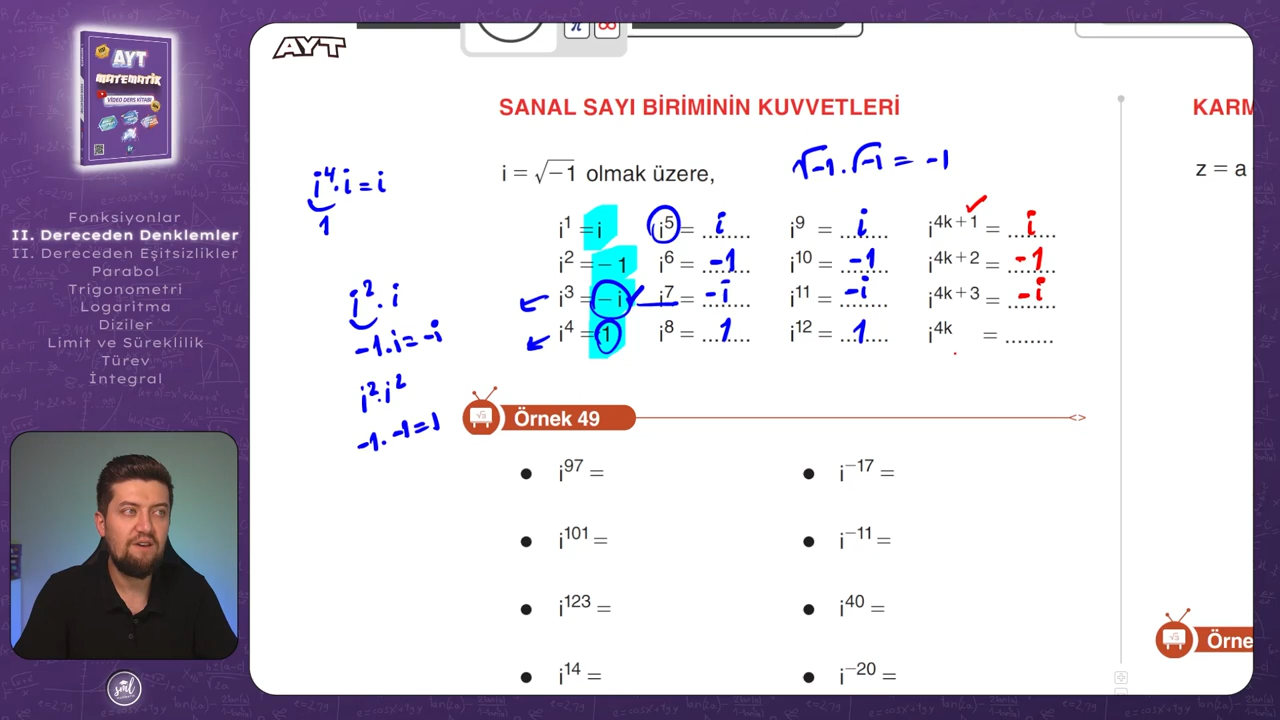 AYT
MATEMATİK
VİDEO DERS KİTABI
Fonksiyonlar
II. Dereceden Denklemler
II. Dereceden Eşitsizlikler
Parabol
Trigonometri
Logaritma
Diziler
Limit ve Süreklilik
Türev
İntegral
sml
AYT
π ∞
SANAL SAYI BİRİMİNİN KUVVETLERİ
i = √−1 olmak üzere,
√-1 . √-1 = -1
i⁴.i = i
1
i² . i
-1.i = -i
i².i²
-1.-1=1
i¹ = i
i² = − 1
i³ = − i
i⁴ = 1
i⁵ = i
i⁶ = -1
i⁷ = -i
i⁸ = 1
i⁹ = i
i¹⁰ = -1
i¹¹ = -i
i¹² = 1
i⁴ᵏ⁺¹ = i
i⁴ᵏ⁺² = -1
i⁴ᵏ⁺³ = -i
i⁴ᵏ = ........
Örnek 49
● i⁹⁷ =
● i¹⁰¹ =
● i¹²³ =
● i¹⁴ =
● i⁻¹⁷ =
● i⁻¹¹ =
● i⁴⁰ =
● i⁻²⁰ =
KARM
z = a
Örne